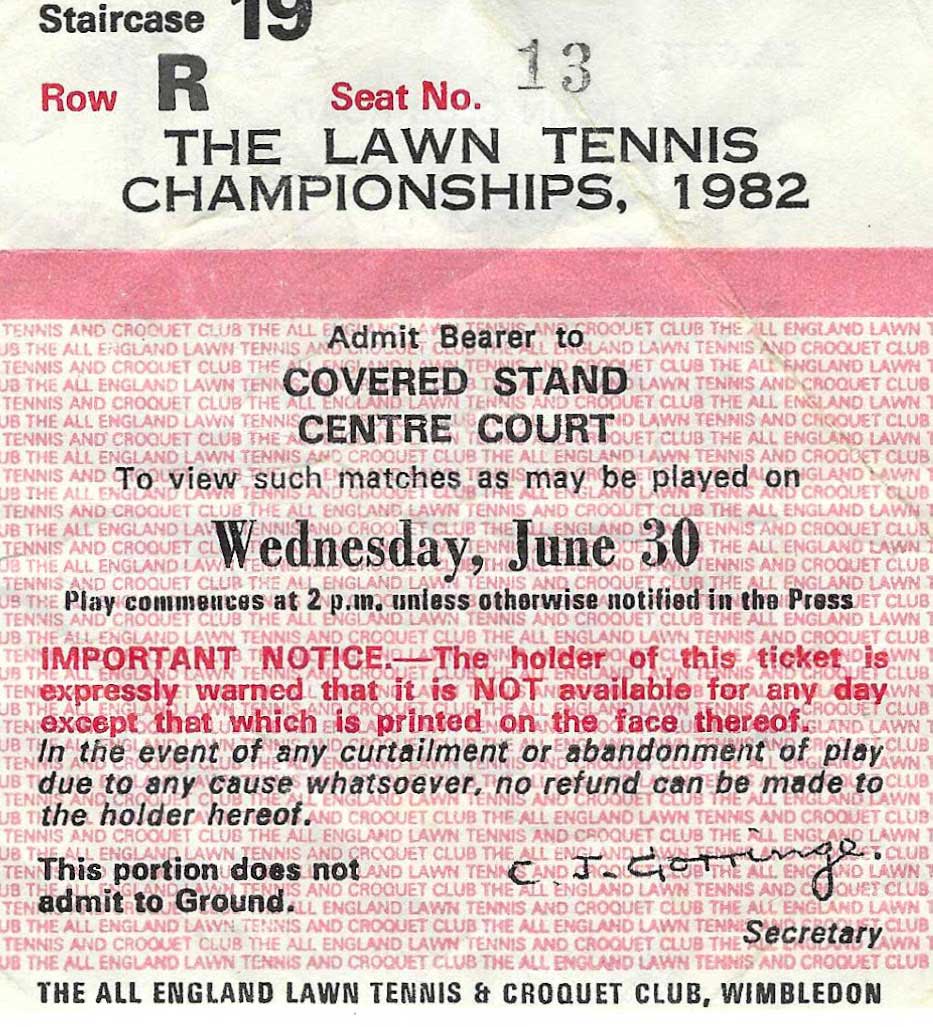 Staircase 19
Row R Seat No. 13
THE LAWN TENNIS
CHAMPIONSHIPS, 1982
Admit Bearer to
COVERED STAND
CENTRE COURT
To view such matches as may be played on
Wednesday, June 30
Play commences at 2 p.m. unless otherwise notified in the Press
IMPORTANT NOTICE.—The holder of this ticket is
expressly warned that it is NOT available for any day
except that which is printed on the face thereof.
In the event of any curtailment or abandonment of play
due to any cause whatsoever, no refund can be made to
the holder hereof.
This portion does not
admit to Ground.
C. J. Gorringe.
Secretary
THE ALL ENGLAND LAWN TENNIS & CROQUET CLUB, WIMBLEDON